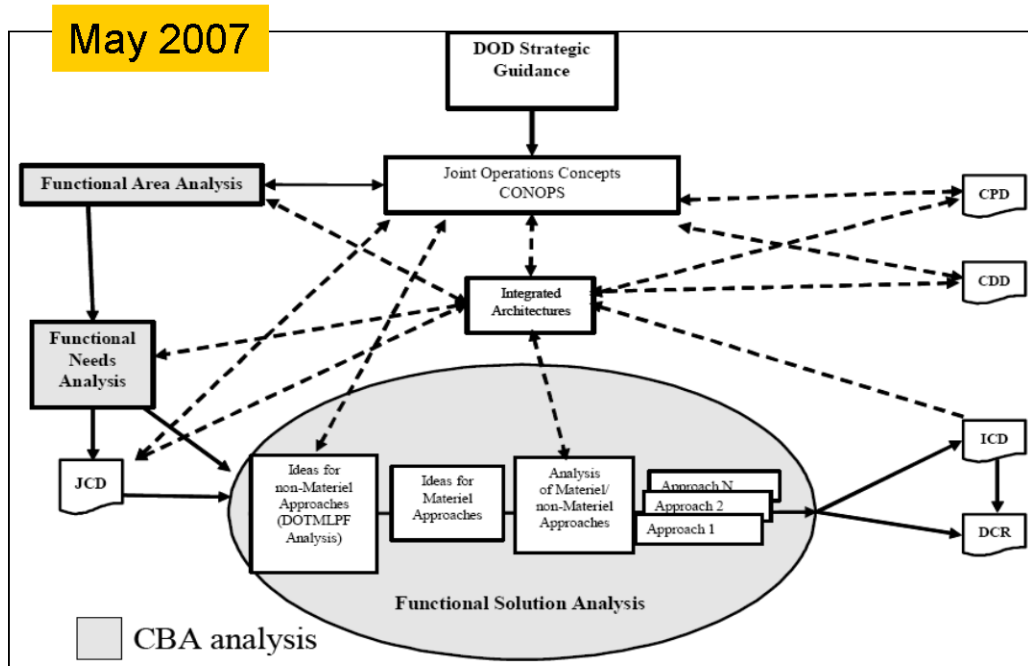 May 2007
DOD Strategic
Guidance
Functional Area Analysis
Joint Operations Concepts
CONOPS
CPD
CDD
Integrated
Architectures
Functional
Needs
Analysis
JCD
Ideas for
non-Materiel
Approaches
(DOTMLPF
Analysis)
Ideas for
Materiel
Approaches
Analysis
of Materiel/
non-Materiel
Approaches
Approach N
Approach 2
Approach 1
ICD
DCR
Functional Solution Analysis
CBA analysis